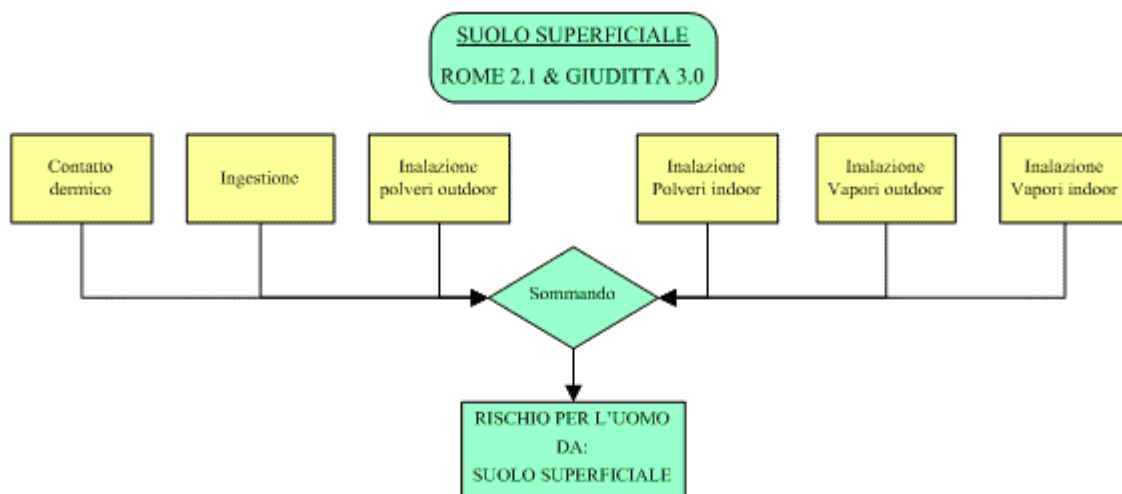 SUOLO SUPERFICIALE
ROME 2.1 & GIUDITTA 3.0
Contatto
dermico
Ingestione
Inalazione
polveri outdoor
Inalazione
Polveri indoor
Inalazione
Vapori outdoor
Inalazione
Vapori indoor
Sommando
RISCHIO PER L'UOMO
DA:
SUOLO SUPERFICIALE